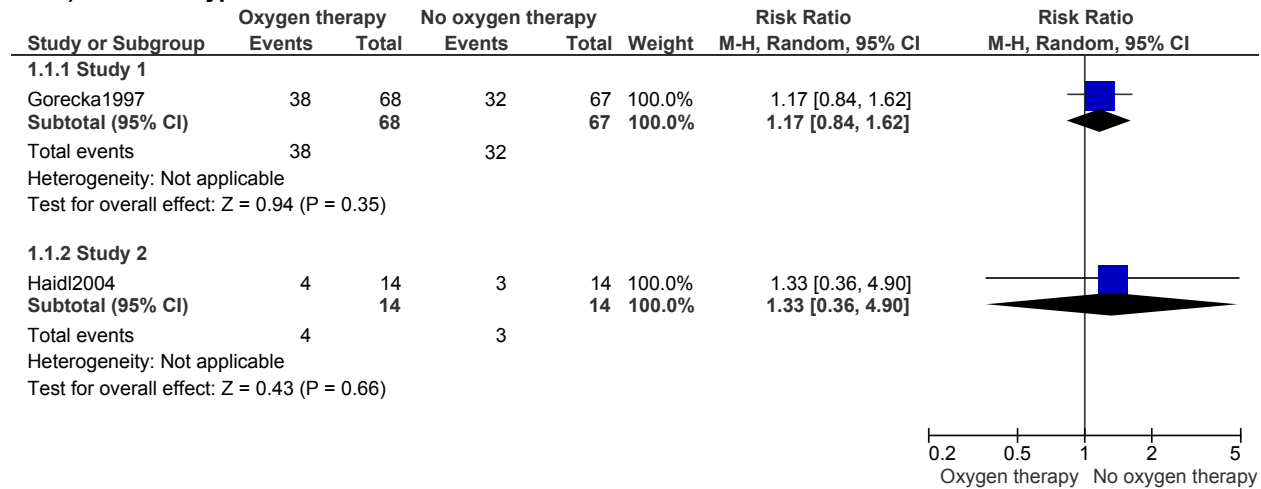 Oxygen therapy No oxygen therapy Risk Ratio Risk Ratio
Study or Subgroup Events Total Events Total Weight M-H, Random, 95% CI M-H, Random, 95% CI
1.1.1 Study 1
Gorecka1997 38 68 32 67 100.0% 1.17 [0.84, 1.62]
Subtotal (95% CI) 68 67 100.0% 1.17 [0.84, 1.62]
Total events 38 32
Heterogeneity: Not applicable
Test for overall effect: Z = 0.94 (P = 0.35)
1.1.2 Study 2
Haidl2004 4 14 3 14 100.0% 1.33 [0.36, 4.90]
Subtotal (95% CI) 14 14 100.0% 1.33 [0.36, 4.90]
Total events 4 3
Heterogeneity: Not applicable
Test for overall effect: Z = 0.43 (P = 0.66)
0.2 0.5 1 2 5
Oxygen therapy No oxygen therapy